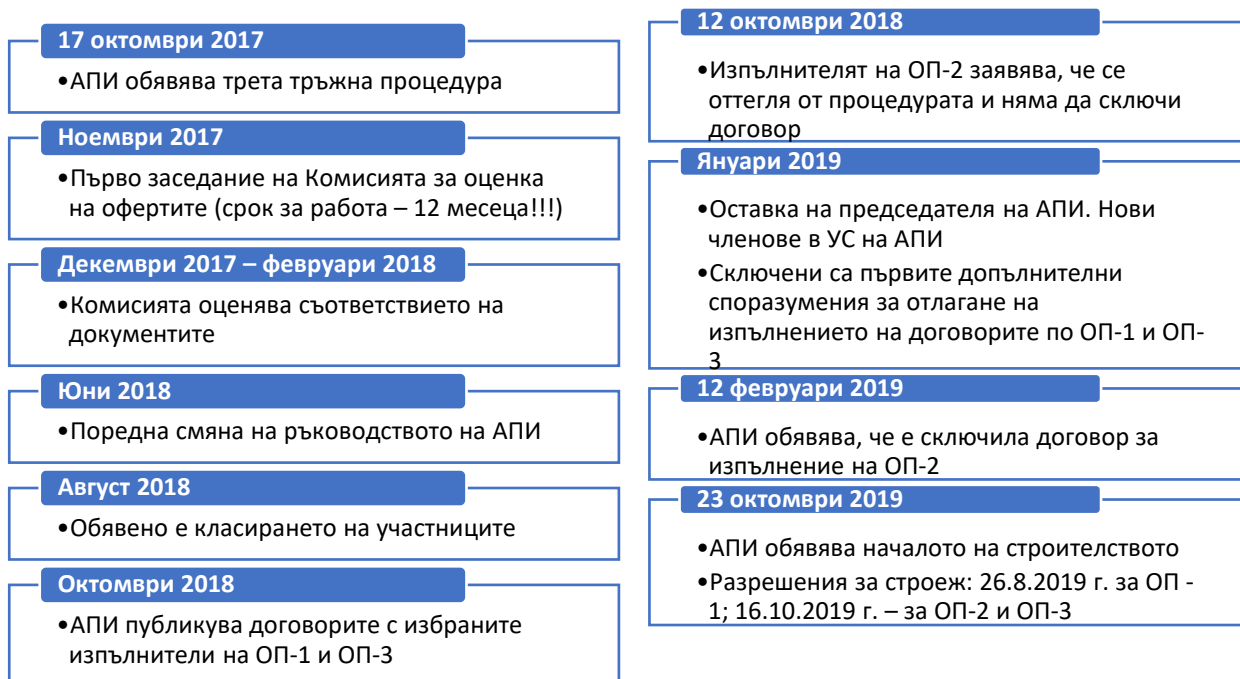 17 октомври 2017
•АПИ обявява трета тръжна процедура
Ноември 2017
•Първо заседание на Комисията за оценка
на офертите (срок за работа – 12 месеца!!!)
Декември 2017 – февруари 2018
•Комисията оценява съответствието на
документите
Юни 2018
•Поредна смяна на ръководството на АПИ
Август 2018
•Обявено е класирането на участниците
Октомври 2018
•АПИ публикува договорите с избраните
изпълнители на ОП-1 и ОП-3
12 октомври 2018
•Изпълнителят на ОП-2 заявява, че се
оттегля от процедурата и няма да сключи
договор
Януари 2019
•Оставка на председателя на АПИ. Нови
членове в УС на АПИ
•Сключени са първите допълнителни
споразумения за отлагане на
изпълнението на договорите по ОП-1 и ОП-
3
12 февруари 2019
•АПИ обявява, че е сключила договор за
изпълнение на ОП-2
23 октомври 2019
•АПИ обявява началото на строителството
•Разрешения за строеж: 26.8.2019 г. за ОП -
1; 16.10.2019 г. – за ОП-2 и ОП-3